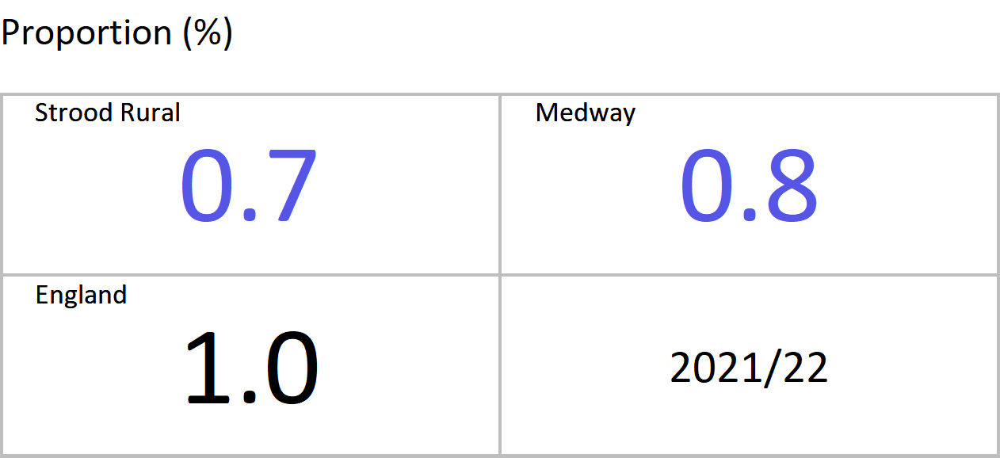 Proportion (%)
Strood Rural
0.7
Medway
0.8
England
1.0
2021/22